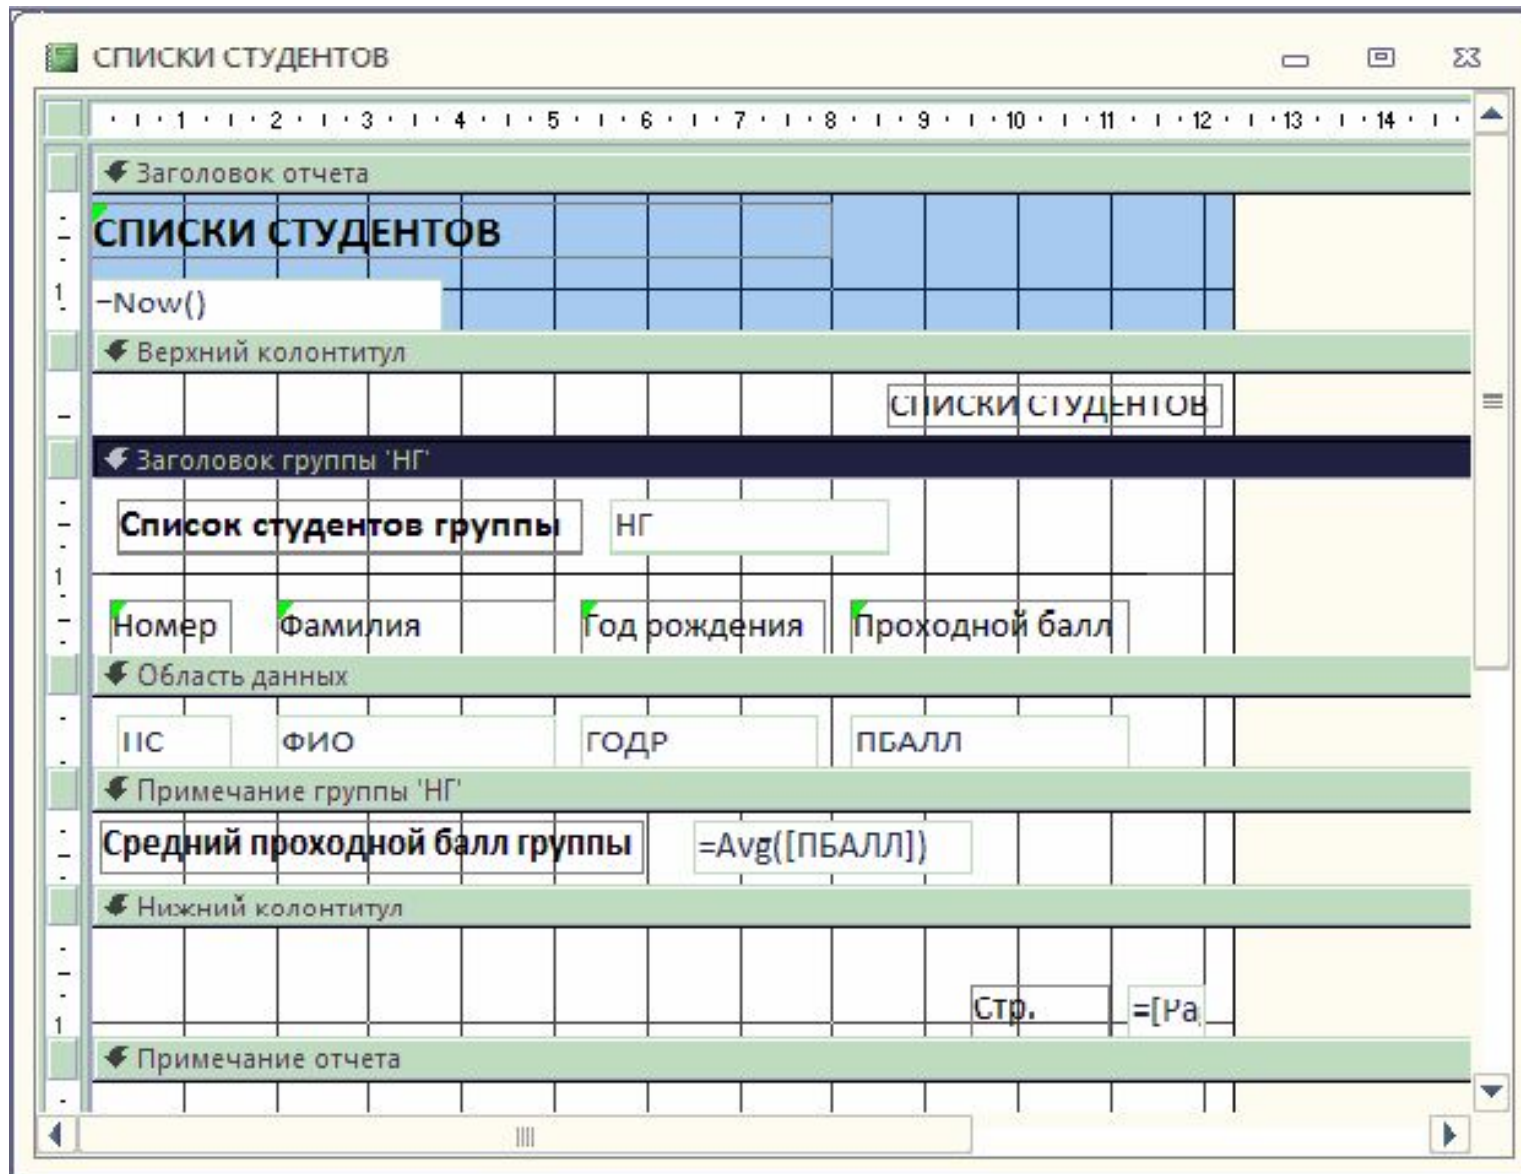 СПИСКИ СТУДЕНТОВ
1 2 3 4 5 6 7 8 9 10 11 12 13 14
Заголовок отчета
СПИСКИ СТУДЕНТОВ
1
=Now()
Верхний колонтитул
СПИСКИ СТУДЕНТОВ
Заголовок группы 'НГ'
Список студентов группы НГ
1
Номер Фамилия Год рождения Проходной балл
Область данных
НС ФИО ГОДР ПБАЛЛ
Примечание группы 'НГ'
Средний проходной балл группы =Avg([ПБАЛЛ])
Нижний колонтитул
Стр. =[Pa
1
Примечание отчета